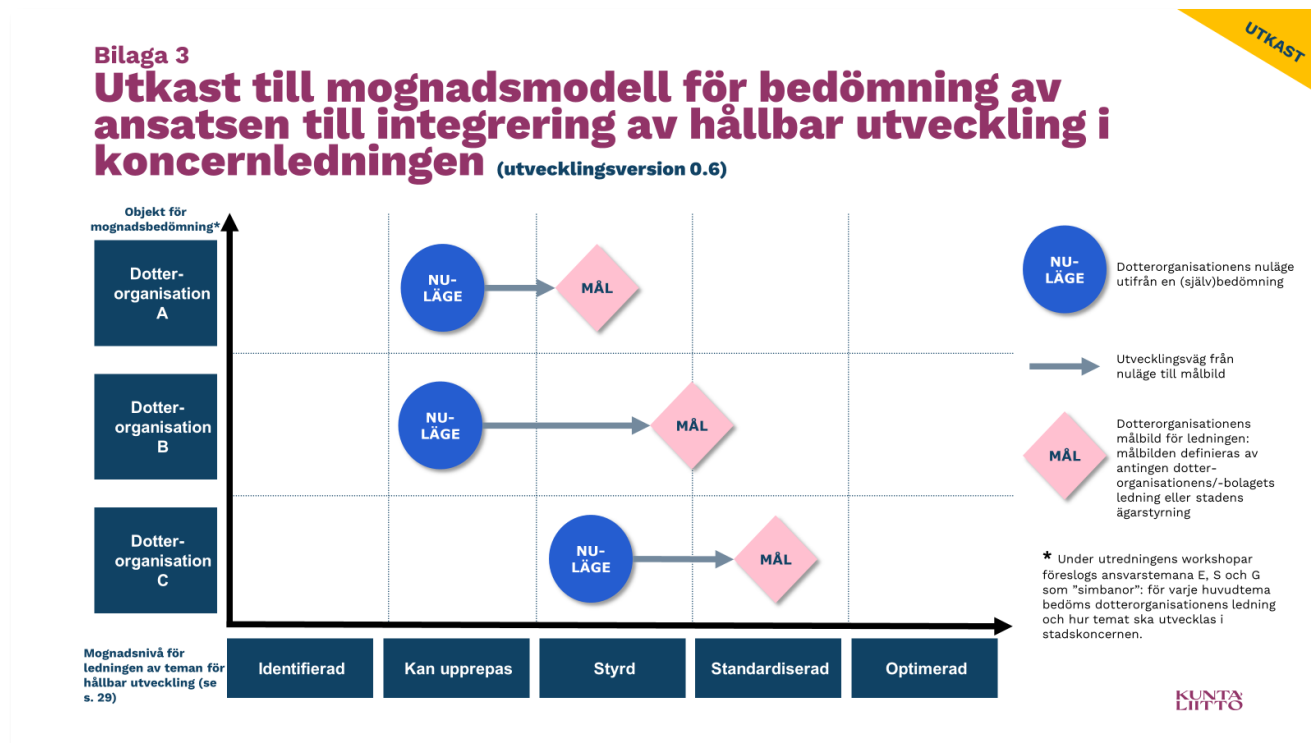 UTKAST
Bilaga 3
Utkast till mognadsmodell för bedömning av
ansatsen till integrering av hållbar utveckling i
koncernledningen (utvecklingsversion 0.6)
Objekt för
mognadsbedömning*
Dotter-
organisation
A
NU-
LÄGE
MÅL
Dotter-
organisation
B
NU-
LÄGE
MÅL
Dotter-
organisation
C
NU-
LÄGE
MÅL
Mognadsnivå för
ledningen av teman för
hållbar utveckling (se
s. 29)
Identifierad
Kan upprepas
Styrd
Standardiserad
Optimerad
NU-
LÄGE
Dotterorganisationens nuläge
utifrån en (själv)bedömning
Utvecklingsväg från
nuläge till målbild
MÅL
Dotterorganisationens
målbild för ledningen:
målbilden definieras av
antingen dotter-
organisationens/-bolagets
ledning eller stadens
ägarstyrning
* Under utredningens workshopar
föreslogs ansvarstemana E, S och G
som ”simbanor”: för varje huvudtema
bedöms dotterorganisationens ledning
och hur temat ska utvecklas i
stadskoncernen.
KUNTA
LIITTO